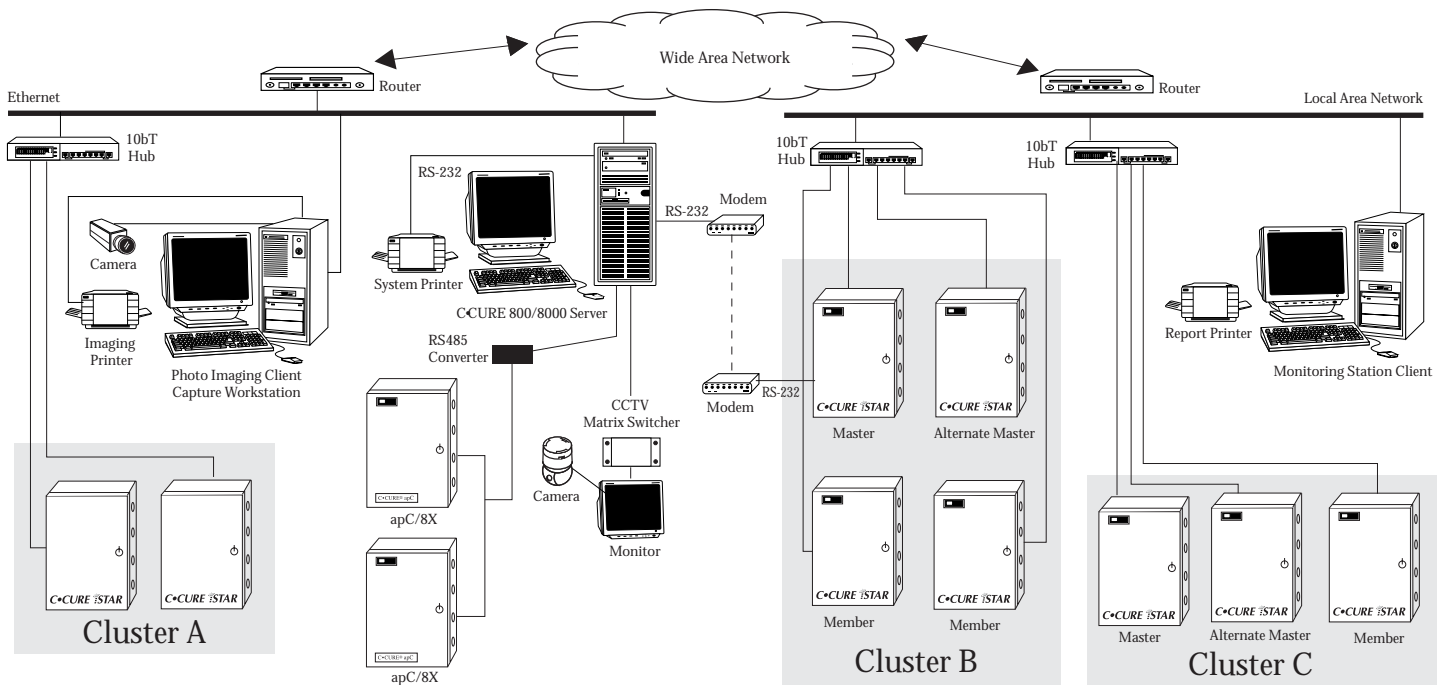 Wide Area Network
Router
Router
Ethernet
Local Area Network
10bT
Hub
10bT
Hub
10bT
Hub
RS-232
RS-232
Modem
Camera
System Printer
C•CURE 800/8000 Server
Imaging
Printer
Photo Imaging Client
Capture Workstation
RS485
Converter
Report Printer
Monitoring Station Client
Modem
RS-232
CCTV
Matrix Switcher
C•CURE iSTAR
Master
C•CURE iSTAR
Alternate Master
C•CURE® apC
apC/8X
Camera
Monitor
C•CURE iSTAR
C•CURE iSTAR
Cluster A
C•CURE® apC
apC/8X
C•CURE iSTAR
Member
C•CURE iSTAR
Member
Cluster B
C•CURE iSTAR
Master
C•CURE iSTAR
Alternate Master
C•CURE iSTAR
Member
Cluster C